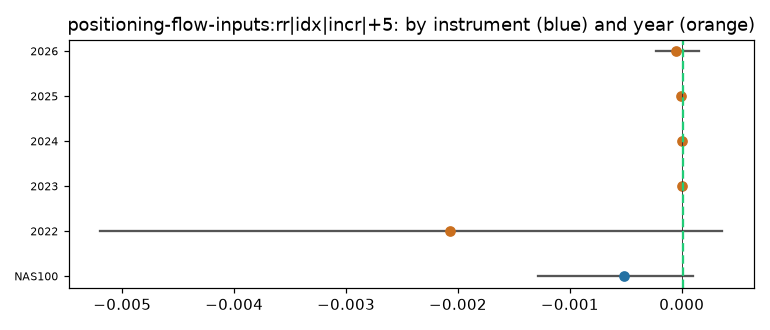 positioning-flow-inputs:rr|idx|incr|+5: by instrument (blue) and year (orange)
2026
2025
2024
2023
2022
NAS100
−0.005 −0.004 −0.003 −0.002 −0.001 0.000